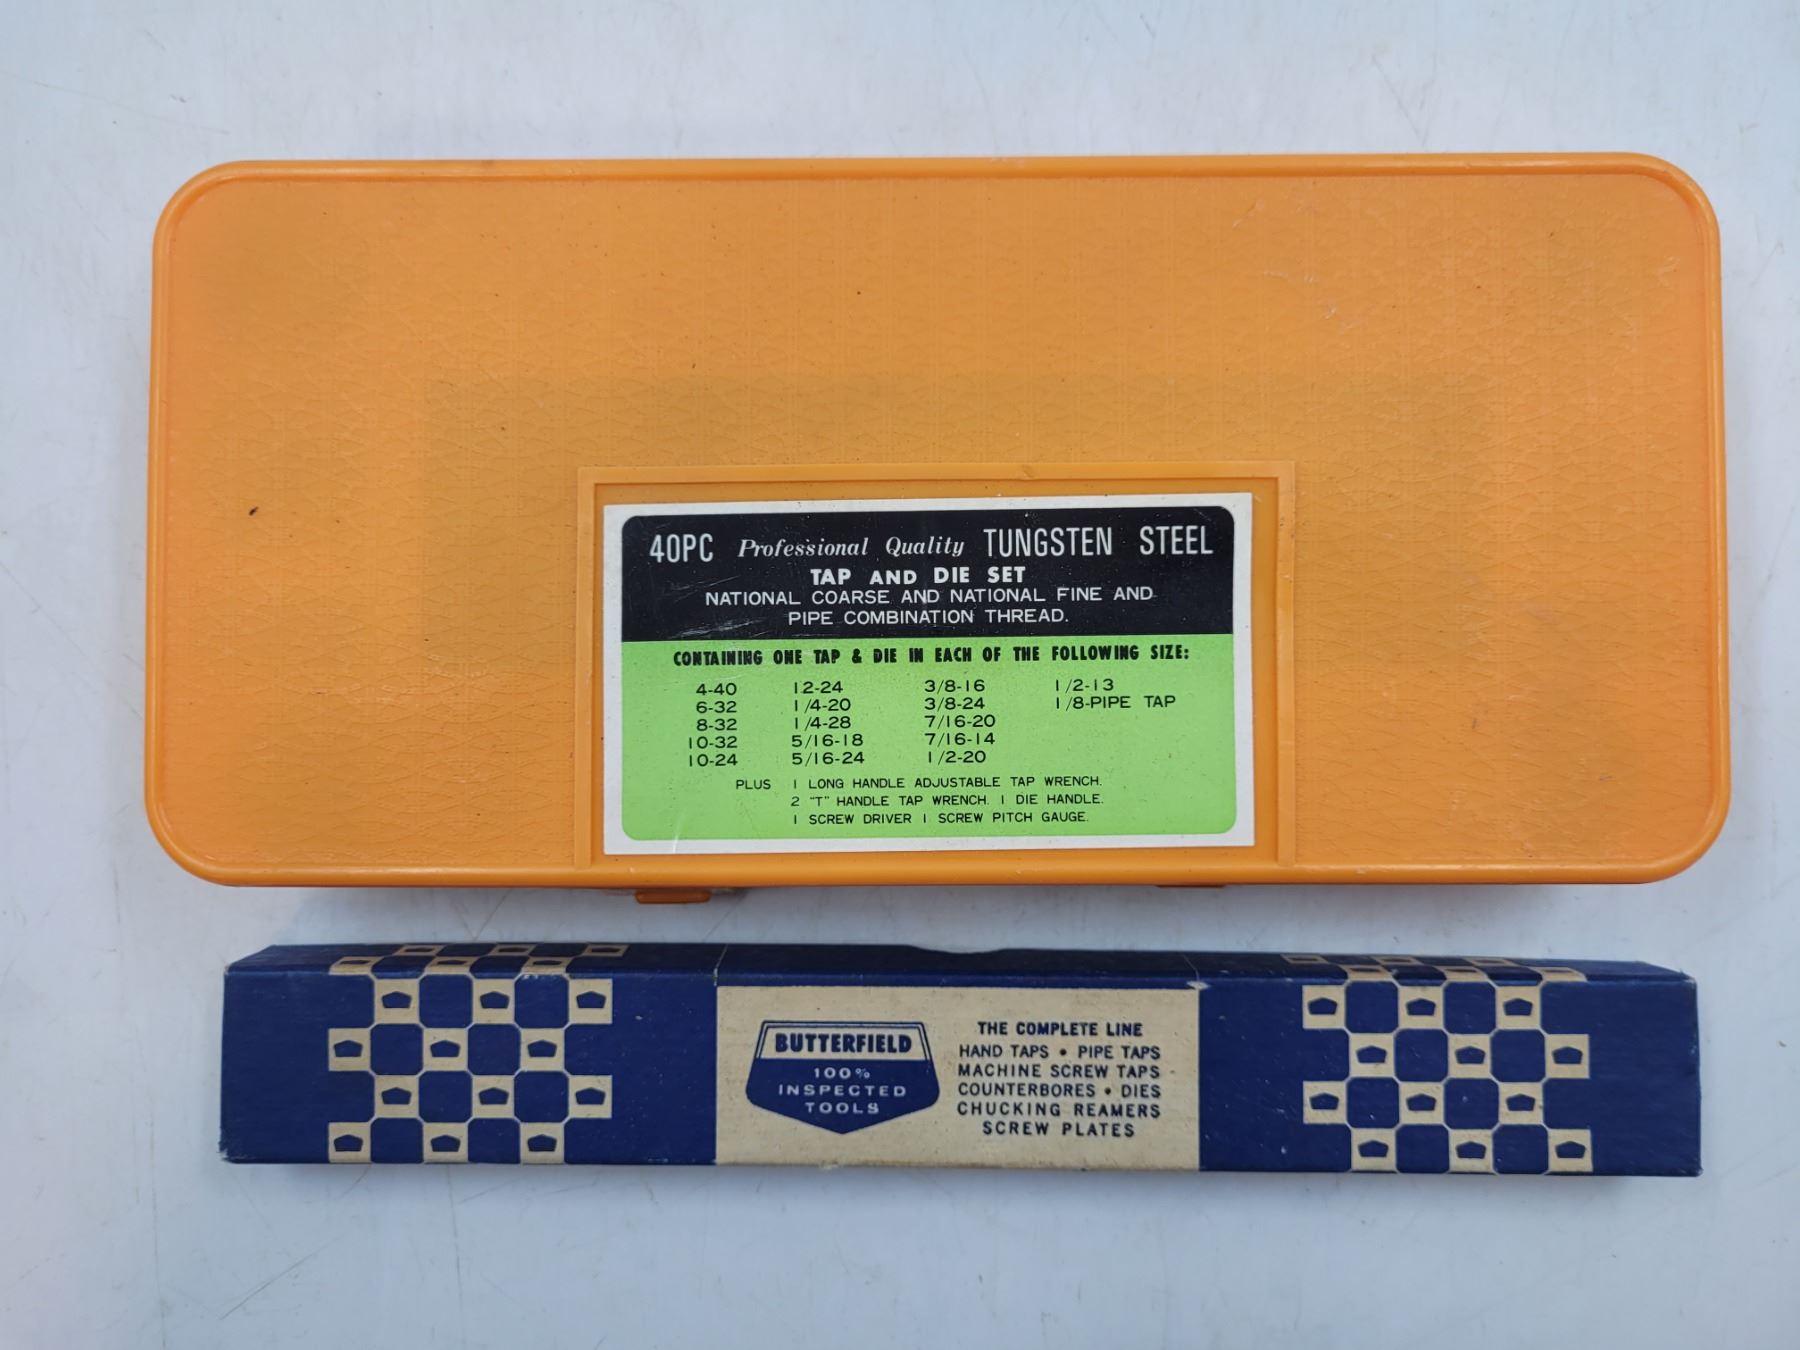 40PC Professional Quality TUNGSTEN STEEL
TAP AND DIE SET
NATIONAL COARSE AND NATIONAL FINE AND
PIPE COMBINATION THREAD.
CONTAINING ONE TAP & DIE IN EACH OF THE FOLLOWING SIZE:
4-40 12-24 3/8-16 1/2-13
6-32 1/4-20 3/8-24 1/8-PIPE TAP
8-32 1/4-28 7/16-20
10-32 5/16-18 7/16-14
10-24 5/16-24 1/2-20
PLUS 1 LONG HANDLE ADJUSTABLE TAP WRENCH.
2 "T" HANDLE TAP WRENCH. 1 DIE HANDLE.
1 SCREW DRIVER 1 SCREW PITCH GAUGE.
BUTTERFIELD
100%
INSPECTED
TOOLS
THE COMPLETE LINE
HAND TAPS • PIPE TAPS
MACHINE SCREW TAPS
COUNTERBORES • DIES
CHUCKING REAMERS
SCREW PLATES